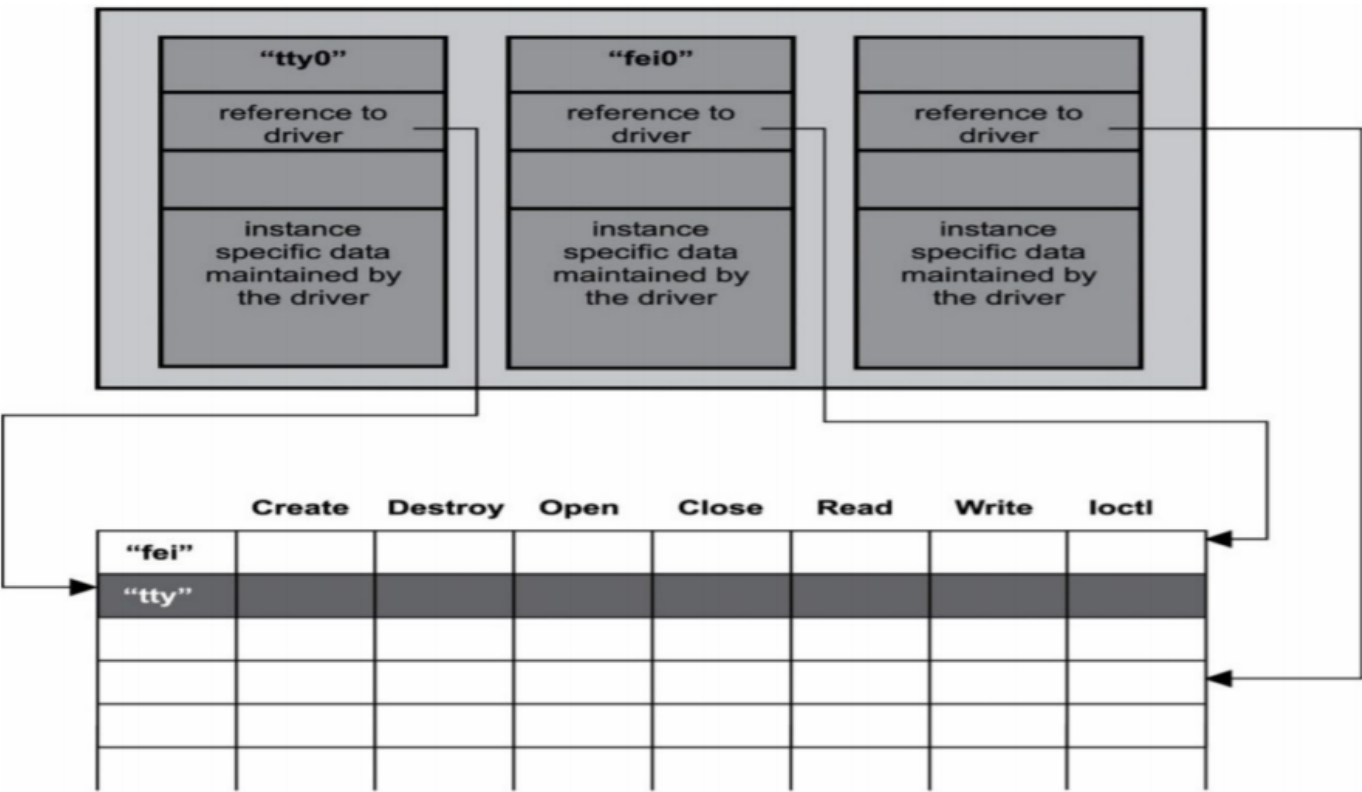 “tty0”
reference to
driver
instance
specific data
maintained by
the driver
“fei0”
reference to
driver
instance
specific data
maintained by
the driver
reference to
driver
instance
specific data
maintained by
the driver
Create Destroy Open Close Read Write Ioctl
“fei”
“tty”